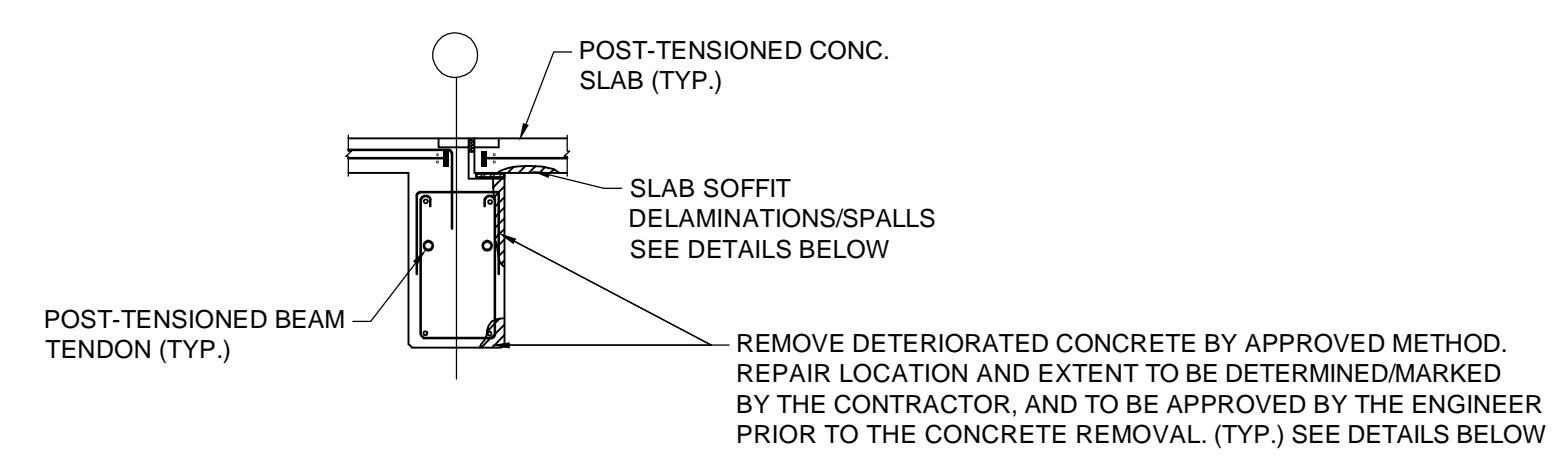 POST-TENSIONED CONC.
SLAB (TYP.)
SLAB SOFFIT
DELAMINATIONS/SPALLS
SEE DETAILS BELOW
POST-TENSIONED BEAM
TENDON (TYP.)
REMOVE DETERIORATED CONCRETE BY APPROVED METHOD.
REPAIR LOCATION AND EXTENT TO BE DETERMINED/MARKED
BY THE CONTRACTOR, AND TO BE APPROVED BY THE ENGINEER
PRIOR TO THE CONCRETE REMOVAL. (TYP.) SEE DETAILS BELOW